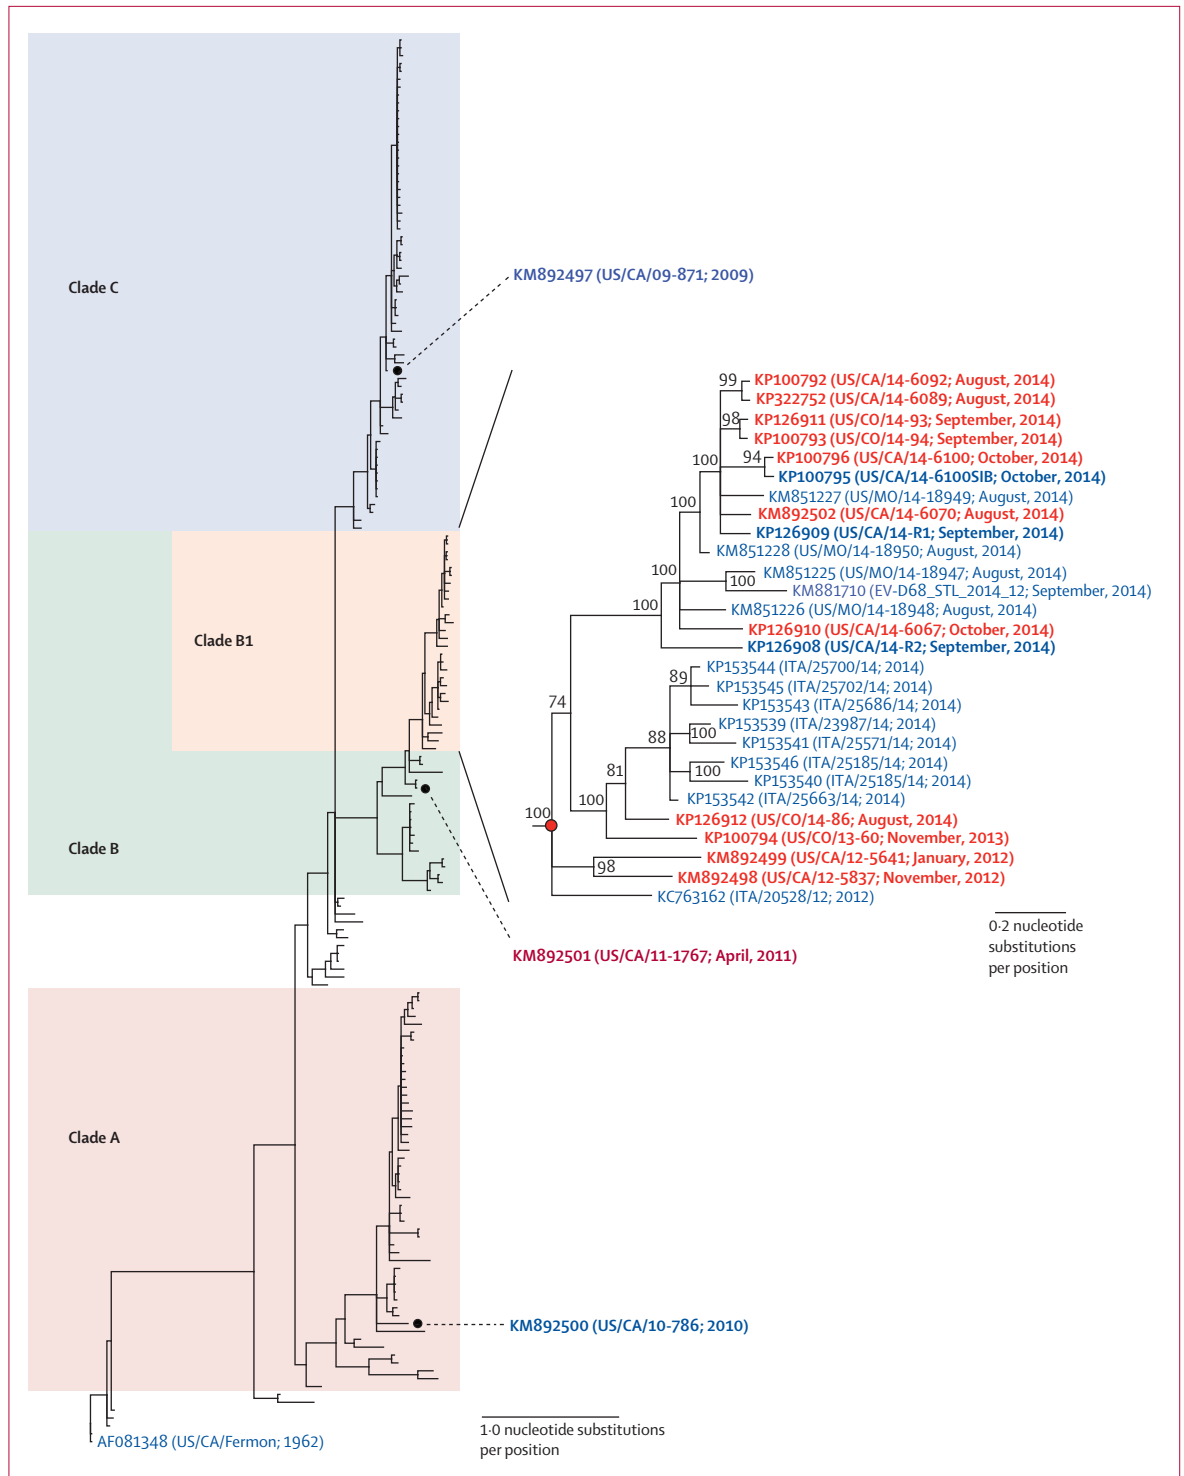 Clade C
KM892497 (US/CA/09-871; 2009)
99
KP100792 (US/CA/14-6092; August, 2014)
KP322752 (US/CA/14-6089; August, 2014)
98
KP126911 (US/CO/14-93; September, 2014)
KP100793 (US/CO/14-94; September, 2014)
100
94
KP100796 (US/CA/14-6100; October, 2014)
KP100795 (US/CA/14-6100SIB; October, 2014)
KM851227 (US/MO/14-18949; August, 2014)
100
KM892502 (US/CA/14-6070; August, 2014)
KP126909 (US/CA/14-R1; September, 2014)
KM851228 (US/MO/14-18950; August, 2014)
100
KM851225 (US/MO/14-18947; August, 2014)
100
KM881710 (EV-D68_STL_2014_12; September, 2014)
100
KM851226 (US/MO/14-18948; August, 2014)
KP126910 (US/CA/14-6067; October, 2014)
Clade B1
KP126908 (US/CA/14-R2; September, 2014)
KP153544 (ITA/25700/14; 2014)
89
KP153545 (ITA/25702/14; 2014)
74
KP153543 (ITA/25686/14; 2014)
KP153539 (ITA/23987/14; 2014)
88
100
KP153541 (ITA/25571/14; 2014)
81
KP153546 (ITA/25185/14; 2014)
100
KP153540 (ITA/25185/14; 2014)
100
KP153542 (ITA/25663/14; 2014)
100
KP126912 (US/CO/14-86; August, 2014)
KP100794 (US/CO/13-60; November, 2013)
Clade B
KM892499 (US/CA/12-5641; January, 2012)
98
KM892498 (US/CA/12-5837; November, 2012)
KC763162 (ITA/20528/12; 2012)
0·2 nucleotide
substitutions
per position
KM892501 (US/CA/11-1767; April, 2011)
Clade A
KM892500 (US/CA/10-786; 2010)
1·0 nucleotide substitutions
per position
AF081348 (US/CA/Fermon; 1962)